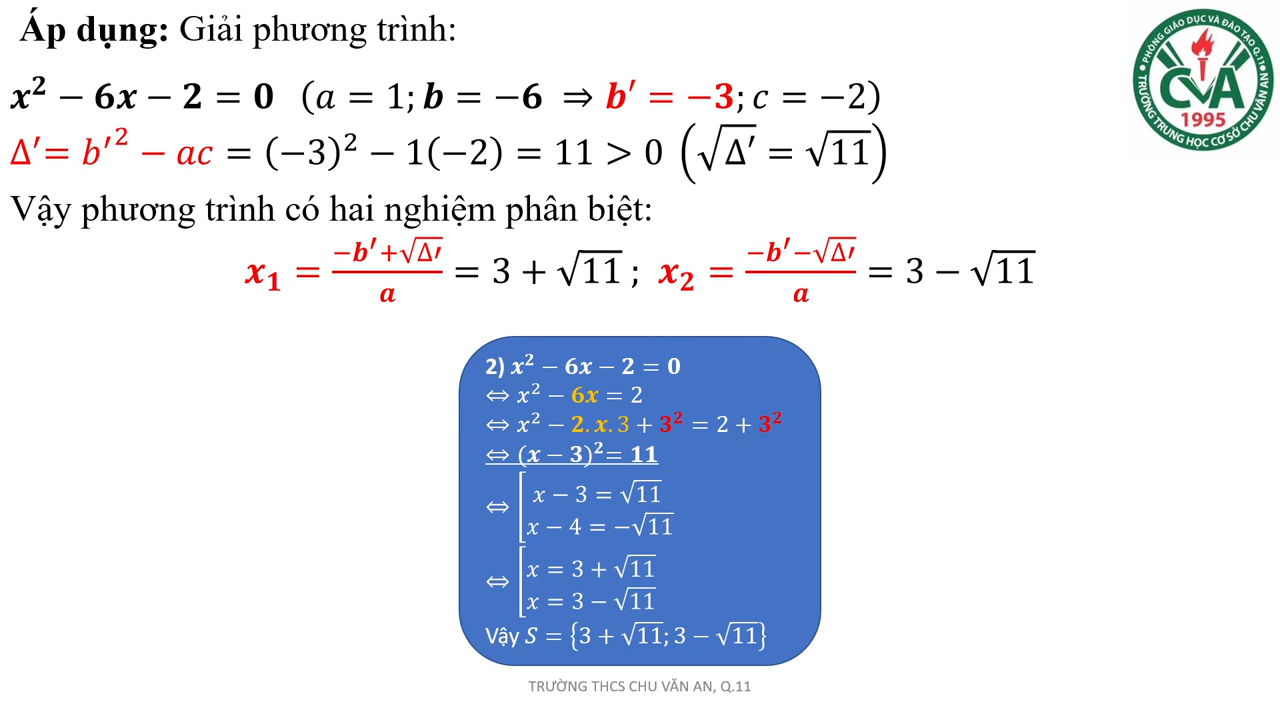 Áp dụng: Giải phương trình:
PHÒNG GIÁO DỤC VÀ ĐÀO TẠO Q.11
CVA
1995
TRƯỜNG TRUNG HỌC CƠ SỞ CHU VĂN AN
x² − 6x − 2 = 0 (a = 1; b = −6 ⇒ b′ = −3; c = −2)
Δ′= b′² − ac = (−3)² − 1(−2) = 11 > 0 (√Δ′ = √11)
Vậy phương trình có hai nghiệm phân biệt:
x₁ = (−b′+√Δ′)/a = 3 + √11 ; x₂ = (−b′−√Δ′)/a = 3 − √11
2) x² − 6x − 2 = 0
⇔ x² − 6x = 2
⇔ x² − 2. x. 3 + 3² = 2 + 3²
⇔ (x − 3)²= 11
⇔ [ x − 3 = √11
x − 4 = −√11
⇔ [ x = 3 + √11
x = 3 − √11
Vậy S = {3 + √11; 3 − √11}
TRƯỜNG THCS CHU VĂN AN, Q.11